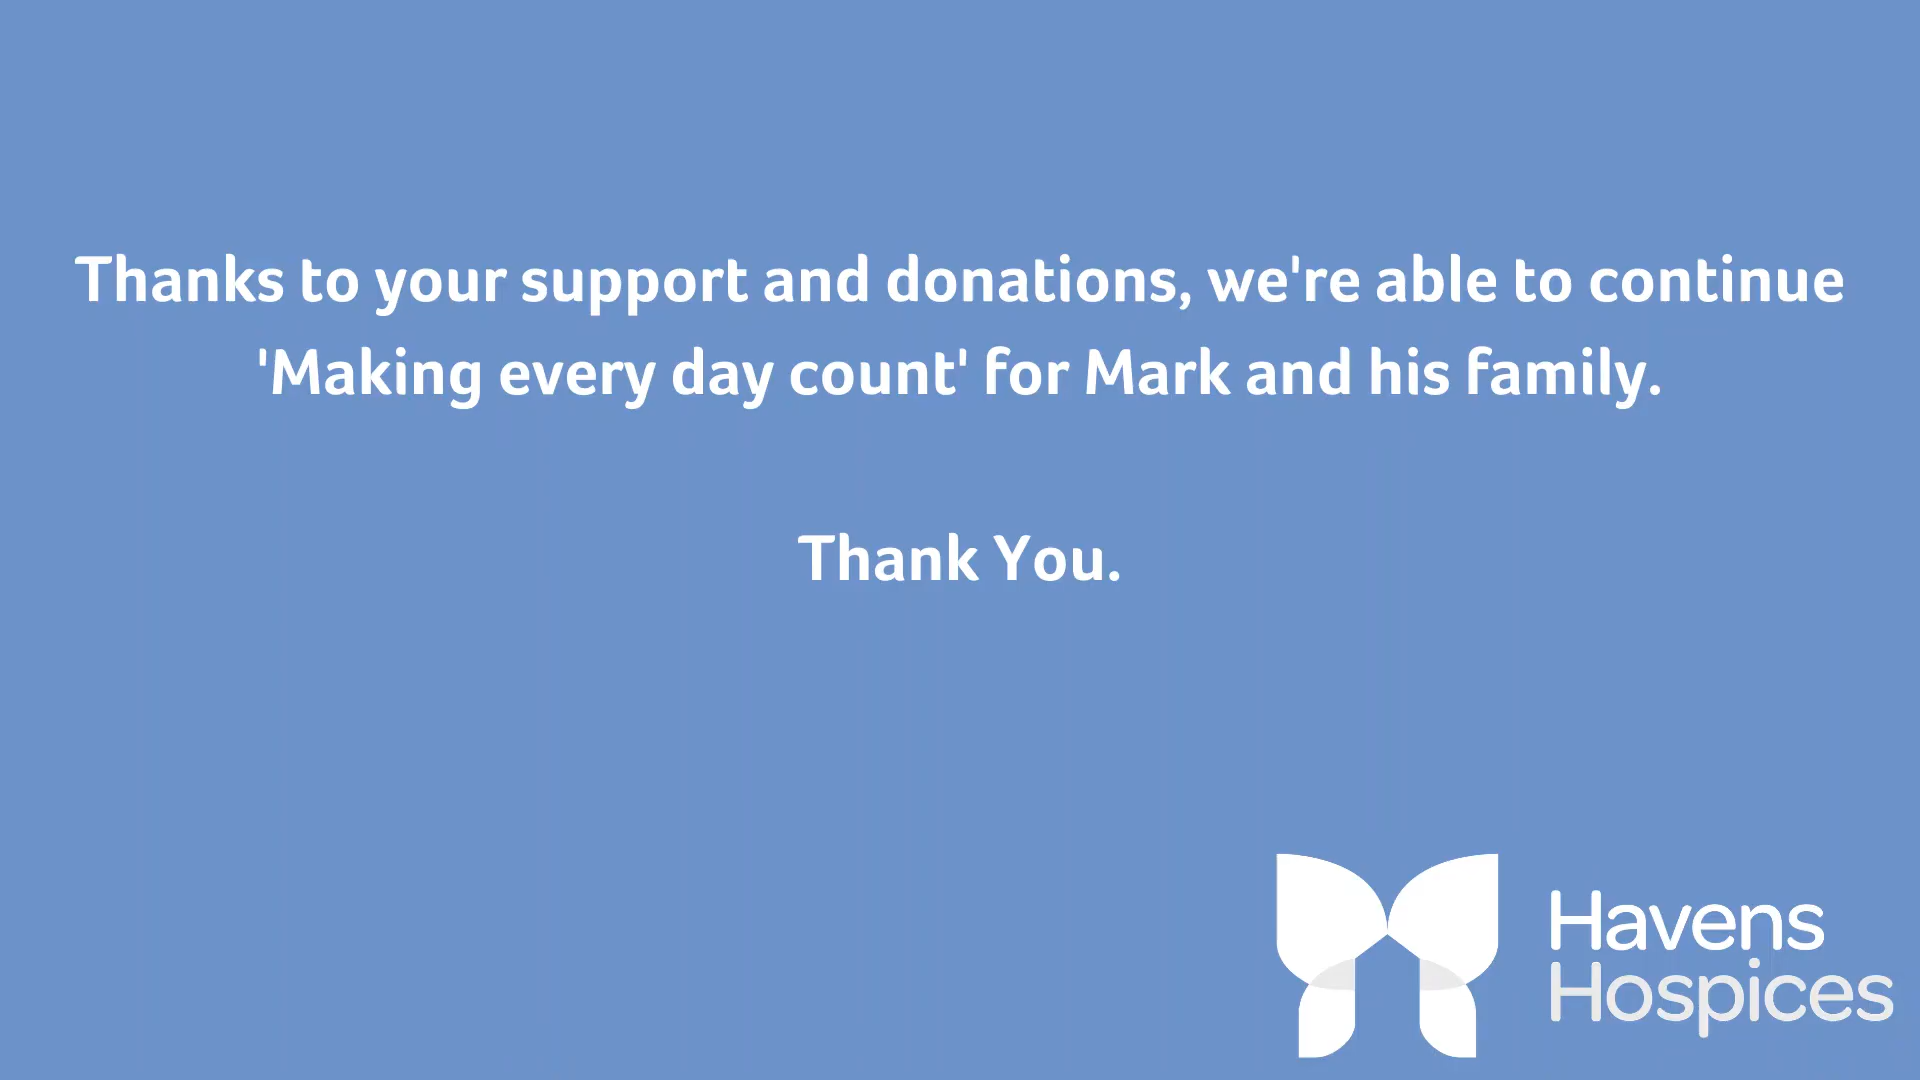 Thanks to your support and donations, we're able to continue
'Making every day count' for Mark and his family.
Thank You.
Havens
Hospices